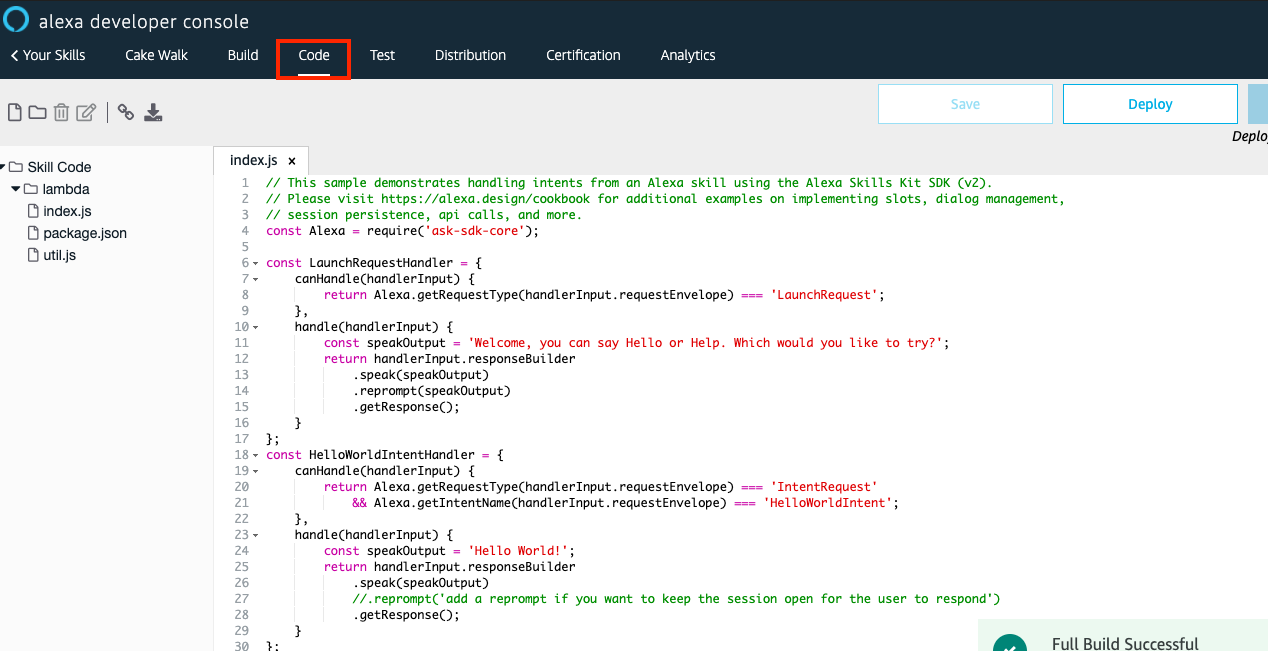 alexa developer console
Your Skills Cake Walk Build Code Test Distribution Certification Analytics
Save Deploy
Deploy
Skill Code
lambda
index.js
package.json
util.js
index.js ×
1 // This sample demonstrates handling intents from an Alexa skill using the Alexa Skills Kit SDK (v2).
2 // Please visit https://alexa.design/cookbook for additional examples on implementing slots, dialog management,
3 // session persistence, api calls, and more.
4 const Alexa = require('ask-sdk-core');
5
6 const LaunchRequestHandler = {
7     canHandle(handlerInput) {
8         return Alexa.getRequestType(handlerInput.requestEnvelope) === 'LaunchRequest';
9     },
10     handle(handlerInput) {
11         const speakOutput = 'Welcome, you can say Hello or Help. Which would you like to try?';
12         return handlerInput.responseBuilder
13             .speak(speakOutput)
14             .reprompt(speakOutput)
15             .getResponse();
16     }
17 };
18 const HelloWorldIntentHandler = {
19     canHandle(handlerInput) {
20         return Alexa.getRequestType(handlerInput.requestEnvelope) === 'IntentRequest'
21             && Alexa.getIntentName(handlerInput.requestEnvelope) === 'HelloWorldIntent';
22     },
23     handle(handlerInput) {
24         const speakOutput = 'Hello World!';
25         return handlerInput.responseBuilder
26             .speak(speakOutput)
27             //.reprompt('add a reprompt if you want to keep the session open for the user to respond')
28             .getResponse();
29     }
30 };
Full Build Successful